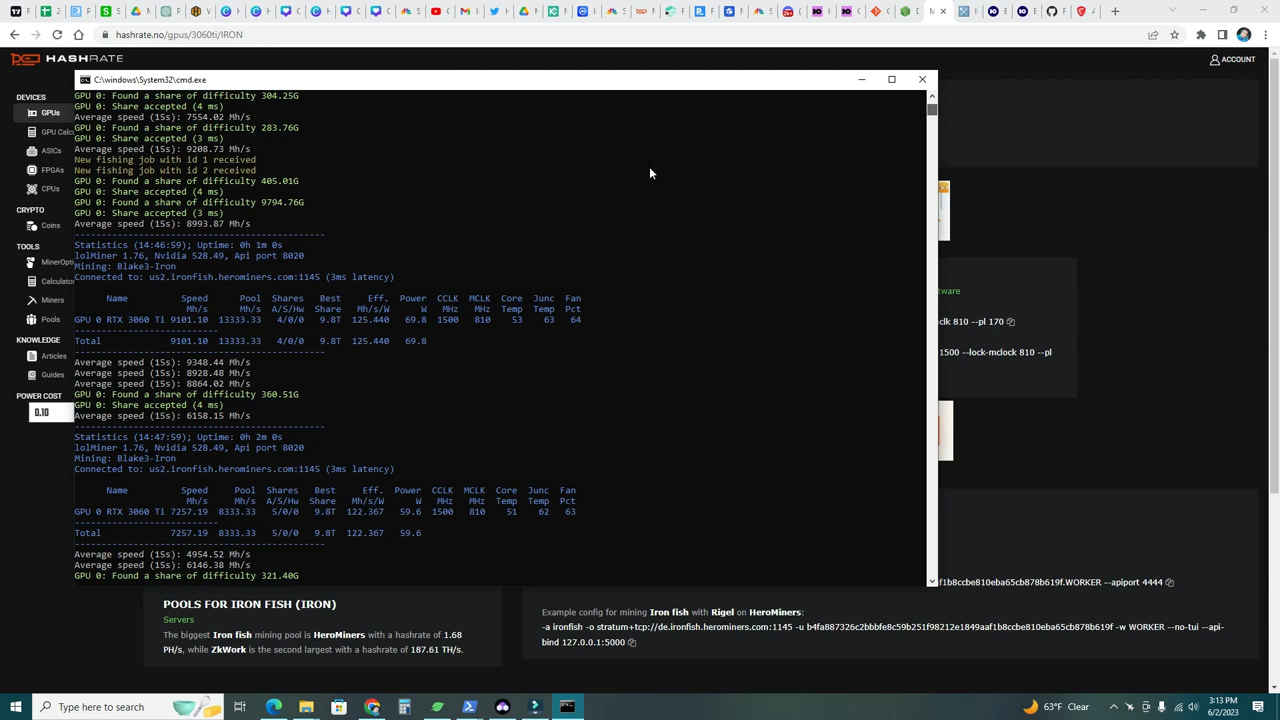 hashrate.no/gpus/3060ti/IRON
HASHRATE
ACCOUNT
C:\windows\System32\cmd.exe
DEVICES
GPUs
GPU Calc
ASICs
FPGAs
CPUs
CRYPTO
Coins
TOOLS
MinerOpti
Calculator
Miners
Pools
KNOWLEDGE
Articles
Guides
POWER COST
0.10
GPU 0: Found a share of difficulty 304.25G
GPU 0: Share accepted (4 ms)
Average speed (15s): 7554.02 Mh/s
GPU 0: Found a share of difficulty 283.76G
GPU 0: Share accepted (3 ms)
Average speed (15s): 9208.73 Mh/s
New fishing job with id 1 received
New fishing job with id 2 received
GPU 0: Found a share of difficulty 405.01G
GPU 0: Share accepted (4 ms)
GPU 0: Found a share of difficulty 9794.76G
GPU 0: Share accepted (3 ms)
Average speed (15s): 8993.87 Mh/s
-----------------------------------------------
Statistics (14:46:59); Uptime: 0h 1m 0s
lolMiner 1.76, Nvidia 528.49, Api port 8020
Mining: Blake3-Iron
Connected to: us2.ironfish.herominers.com:1145 (3ms latency)
Name Speed Pool Shares Best Eff. Power CCLK MCLK Core Junc Fan
Mh/s Mh/s A/S/Hw Share Mh/s/W W MHz MHz Temp Temp Pct
GPU 0 RTX 3060 Ti 9101.10 13333.33 4/0/0 9.8T 125.440 69.8 1500 810 53 63 64
---------------------------
Total 9101.10 13333.33 4/0/0 9.8T 125.440 69.8
-----------------------------------------------
Average speed (15s): 9348.44 Mh/s
Average speed (15s): 8928.48 Mh/s
Average speed (15s): 8864.02 Mh/s
GPU 0: Found a share of difficulty 360.51G
GPU 0: Share accepted (4 ms)
Average speed (15s): 6158.15 Mh/s
-----------------------------------------------
Statistics (14:47:59); Uptime: 0h 2m 0s
lolMiner 1.76, Nvidia 528.49, Api port 8020
Mining: Blake3-Iron
Connected to: us2.ironfish.herominers.com:1145 (3ms latency)
Name Speed Pool Shares Best Eff. Power CCLK MCLK Core Junc Fan
Mh/s Mh/s A/S/Hw Share Mh/s/W W MHz MHz Temp Temp Pct
GPU 0 RTX 3060 Ti 7257.19 8333.33 5/0/0 9.8T 122.367 59.6 1500 810 51 62 63
---------------------------
Total 7257.19 8333.33 5/0/0 9.8T 122.367 59.6
-----------------------------------------------
Average speed (15s): 4954.52 Mh/s
Average speed (15s): 6146.38 Mh/s
GPU 0: Found a share of difficulty 321.40G
tware
clk 810 --pl 170
1500 --lock-mclock 810 --pl
f1b8ccbe810eba65cb878b619f.WORKER --apiport 4444
POOLS FOR IRON FISH (IRON)
Servers
The biggest Iron fish mining pool is HeroMiners with a hashrate of 1.68
PH/s, while ZkWork is the second largest with a hashrate of 187.61 TH/s.
Example config for mining Iron fish with Rigel on HeroMiners:
-a ironfish -o stratum+tcp://de.ironfish.herominers.com:1145 -u b4fa887326c2bbbfe8c59b251f98212e1849aaf1b8ccbe810eba65cb878b619f -w WORKER --no-tui --api-
bind 127.0.0.1:5000
Type here to search
63°F Clear
3:13 PM
6/2/2023